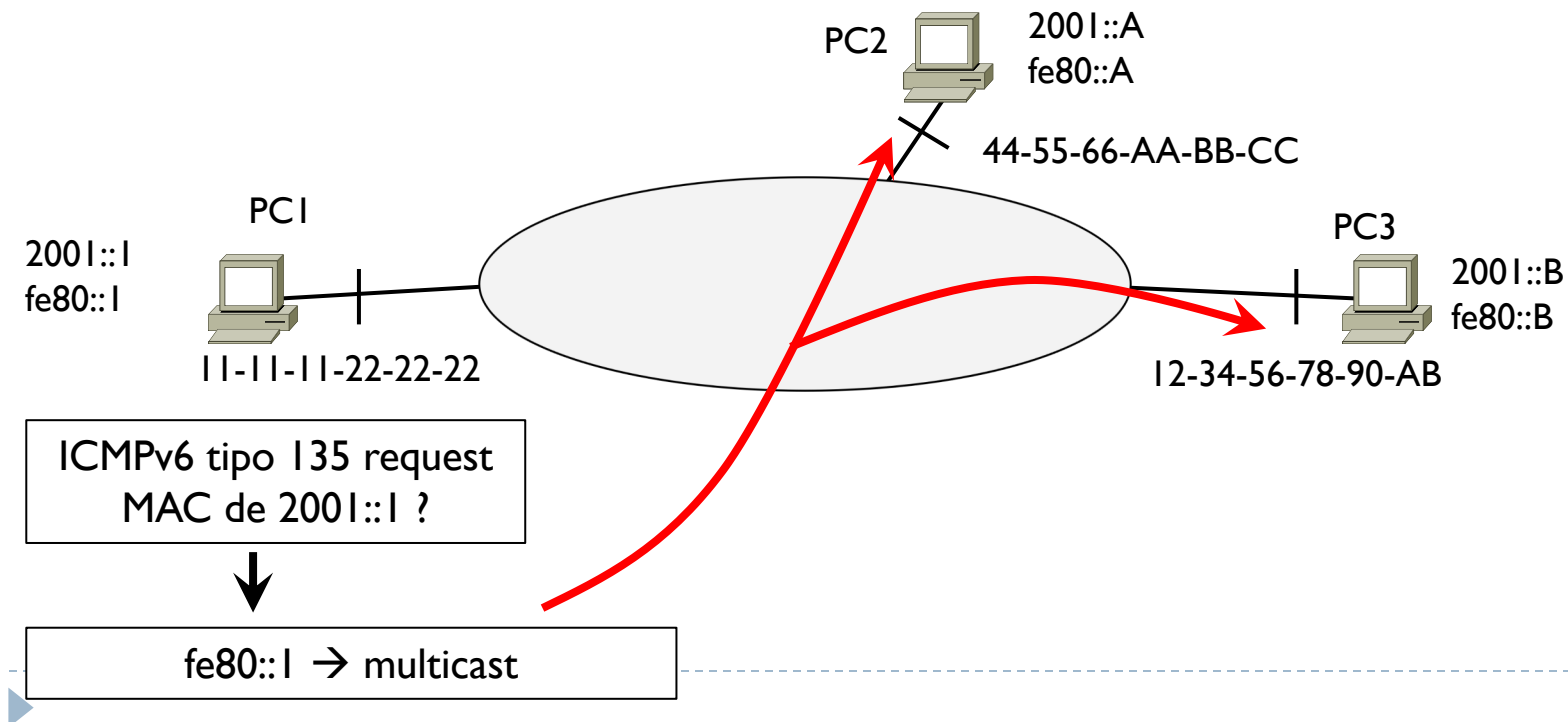 PC2
2001::A
fe80::A
44-55-66-AA-BB-CC
PC1
2001::1
fe80::1
11-11-11-22-22-22
PC3
2001::B
fe80::B
12-34-56-78-90-AB
ICMPv6 tipo 135 request
MAC de 2001::1 ?
fe80::1 → multicast